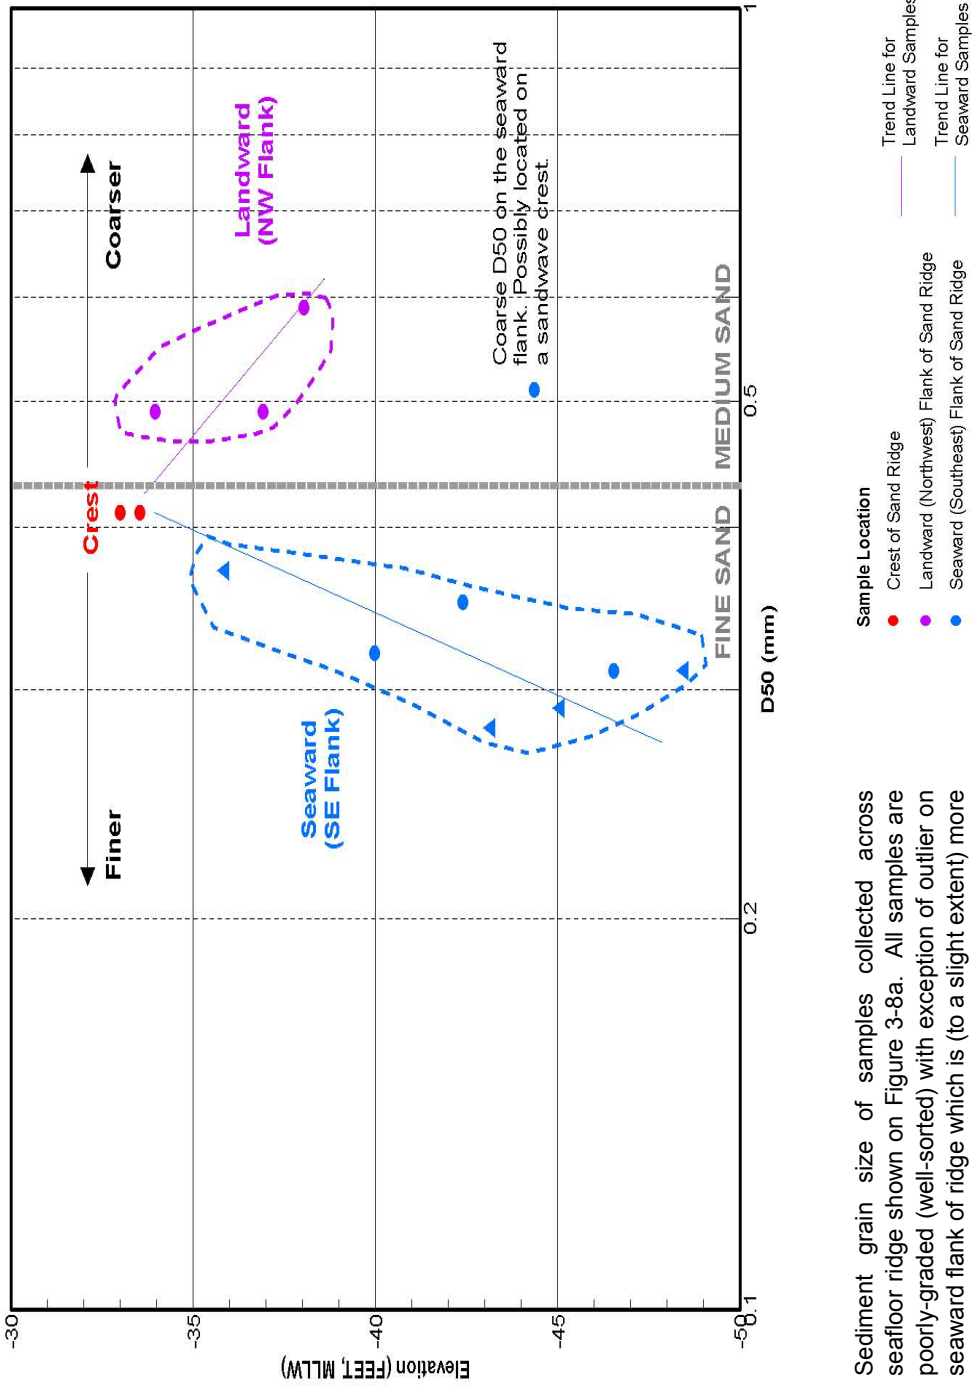 -30
-35
-40
-45
-50
Elevation (FEET, MLLW)
0.1
0.2
0.5
1
D50 (mm)
Finer
Coarser
Crest
Seaward
(SE Flank)
Landward
(NW Flank)
Coarse D50 on the seaward
flank. Possibly located on
a sandwave crest.
FINE SAND
MEDIUM SAND
Sample Location
Crest of Sand Ridge
Landward (Northwest) Flank of Sand Ridge
Seaward (Southeast) Flank of Sand Ridge
Trend Line for
Landward Samples
Trend Line for
Seaward Samples
Sediment grain size of samples collected across
seafloor ridge shown on Figure 3-8a. All samples are
poorly-graded (well-sorted) with exception of outlier on
seaward flank of ridge which is (to a slight extent) more